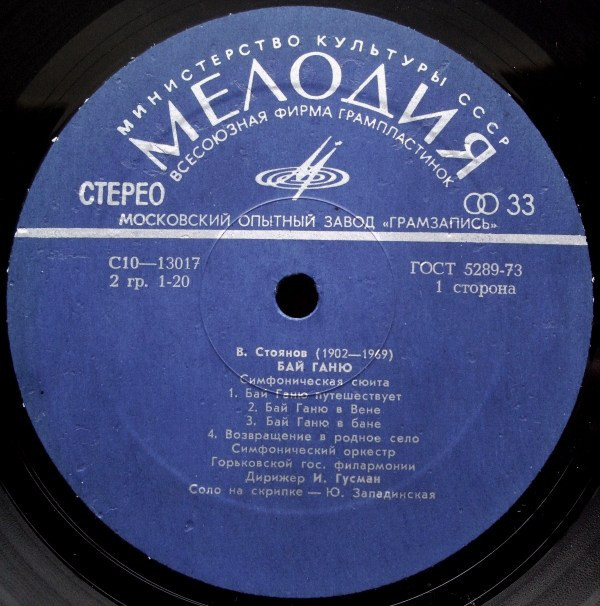 МИНИСТЕРСТВО КУЛЬТУРЫ СССР
МЕЛОДИЯ
ВСЕСОЮЗНАЯ ФИРМА ГРАМПЛАСТИНОК
СТЕРЕО
33
МОСКОВСКИЙ ОПЫТНЫЙ ЗАВОД «ГРАМЗАПИСЬ»
С10—13017
ГОСТ 5289-73
2 гр. 1-20
1 сторона
В. Стоянов (1902—1969)
БАЙ ГАНЮ
Симфоническая сюита
1. Бай Ганю путешествует
2. Бай Ганю в Вене
3. Бай Ганю в бане
4. Возвращение в родное село
Симфонический оркестр
Горьковской гос. филармонии
Дирижер И. Гусман
Соло на скрипке — Ю. Западинская